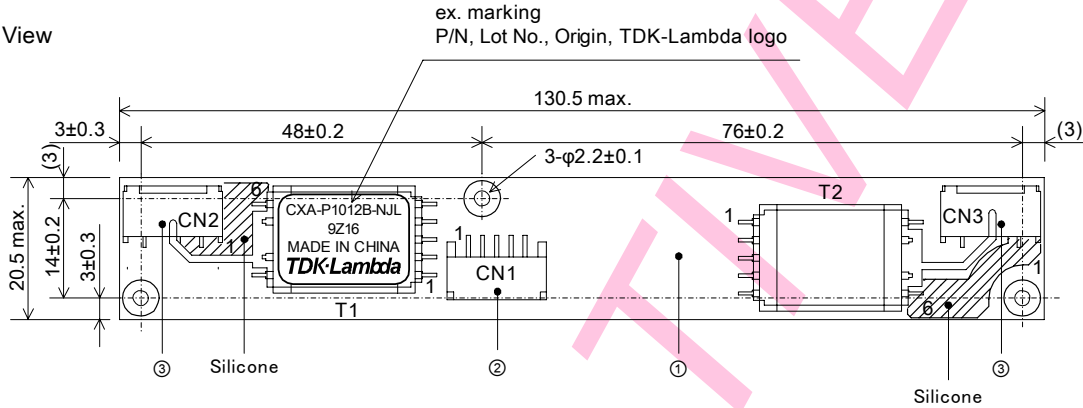 ex. marking
View
P/N, Lot No., Origin, TDK-Lambda logo
130.5 max.
3±0.3
48±0.2
76±0.2
(3)
(3)
3-φ2.2±0.1
20.5 max.
14±0.2
3±0.3
CN2
1
6
CXA-P1012B-NJL
9Z16
MADE IN CHINA
TDK·Lambda
1
T1
1
CN1
T2
1
6
CN3
1
③
Silicone
②
①
③
Silicone
TIVE